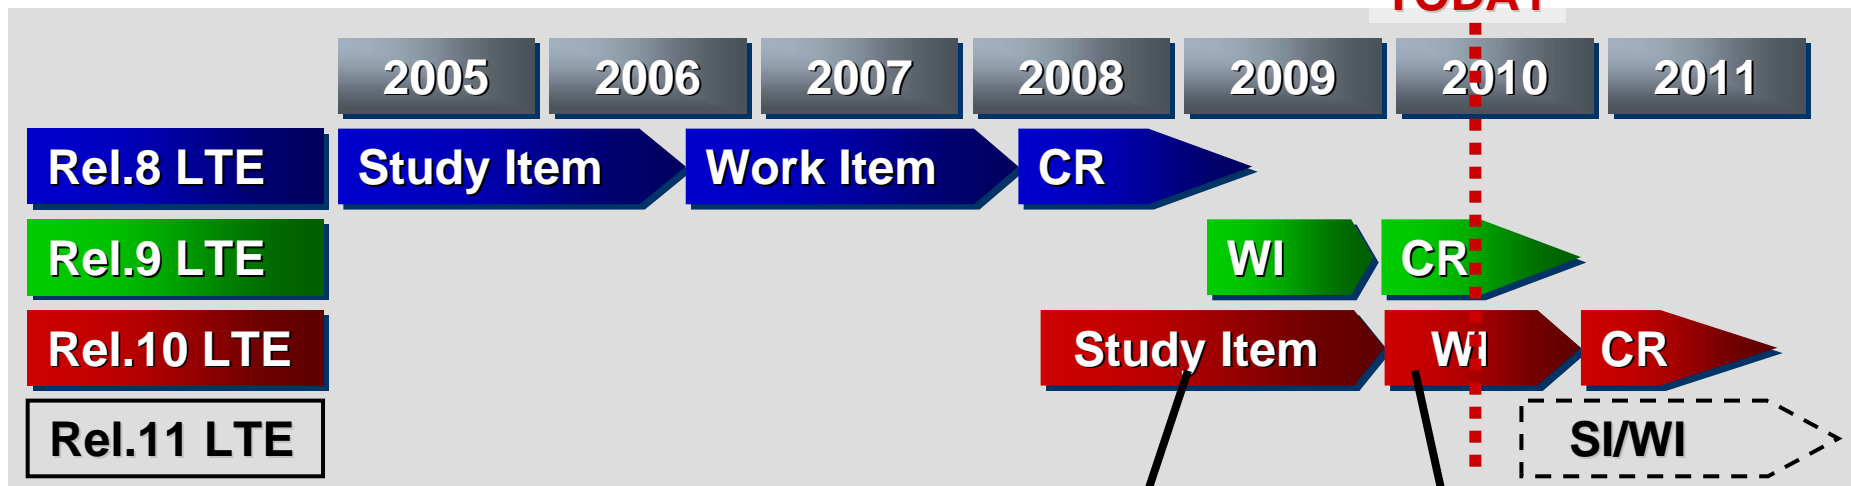 TODAY
2005 2006 2007 2008 2009 2010 2011
Rel.8 LTE Study Item Work Item CR
Rel.9 LTE WI CR
Rel.10 LTE Study Item WI CR
Rel.11 LTE SI/WI